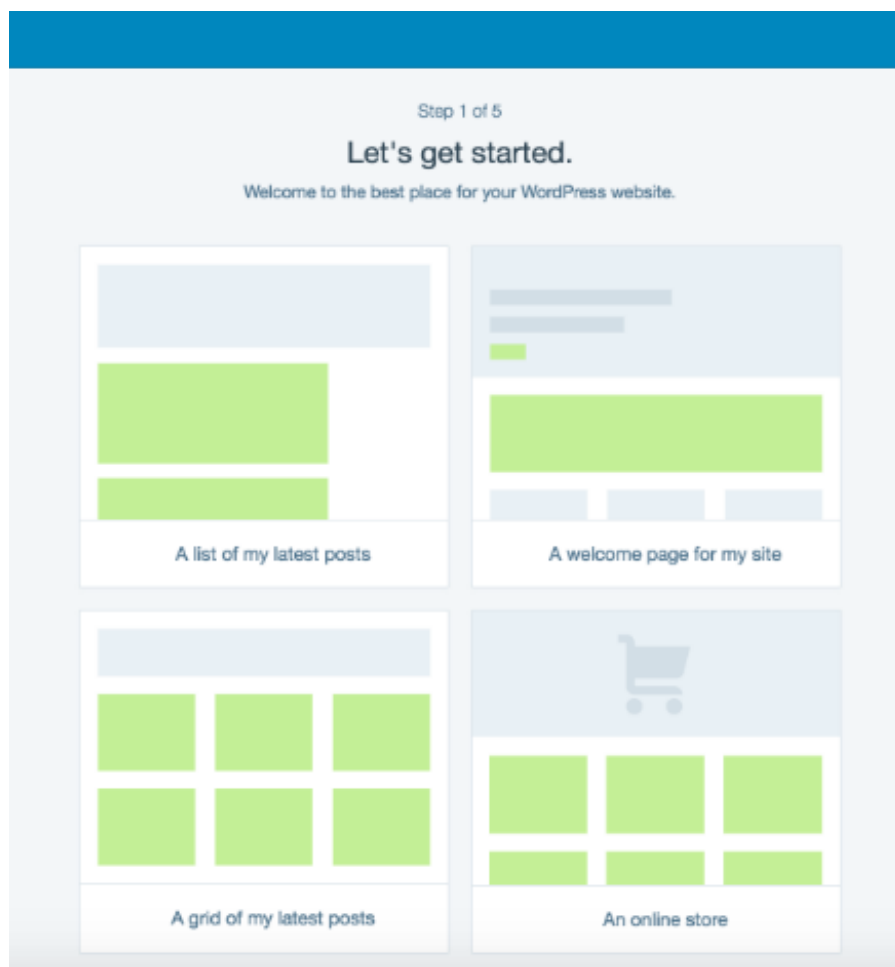 Step 1 of 5
Let's get started.
Welcome to the best place for your WordPress website.
A list of my latest posts
A welcome page for my site
A grid of my latest posts
An online store